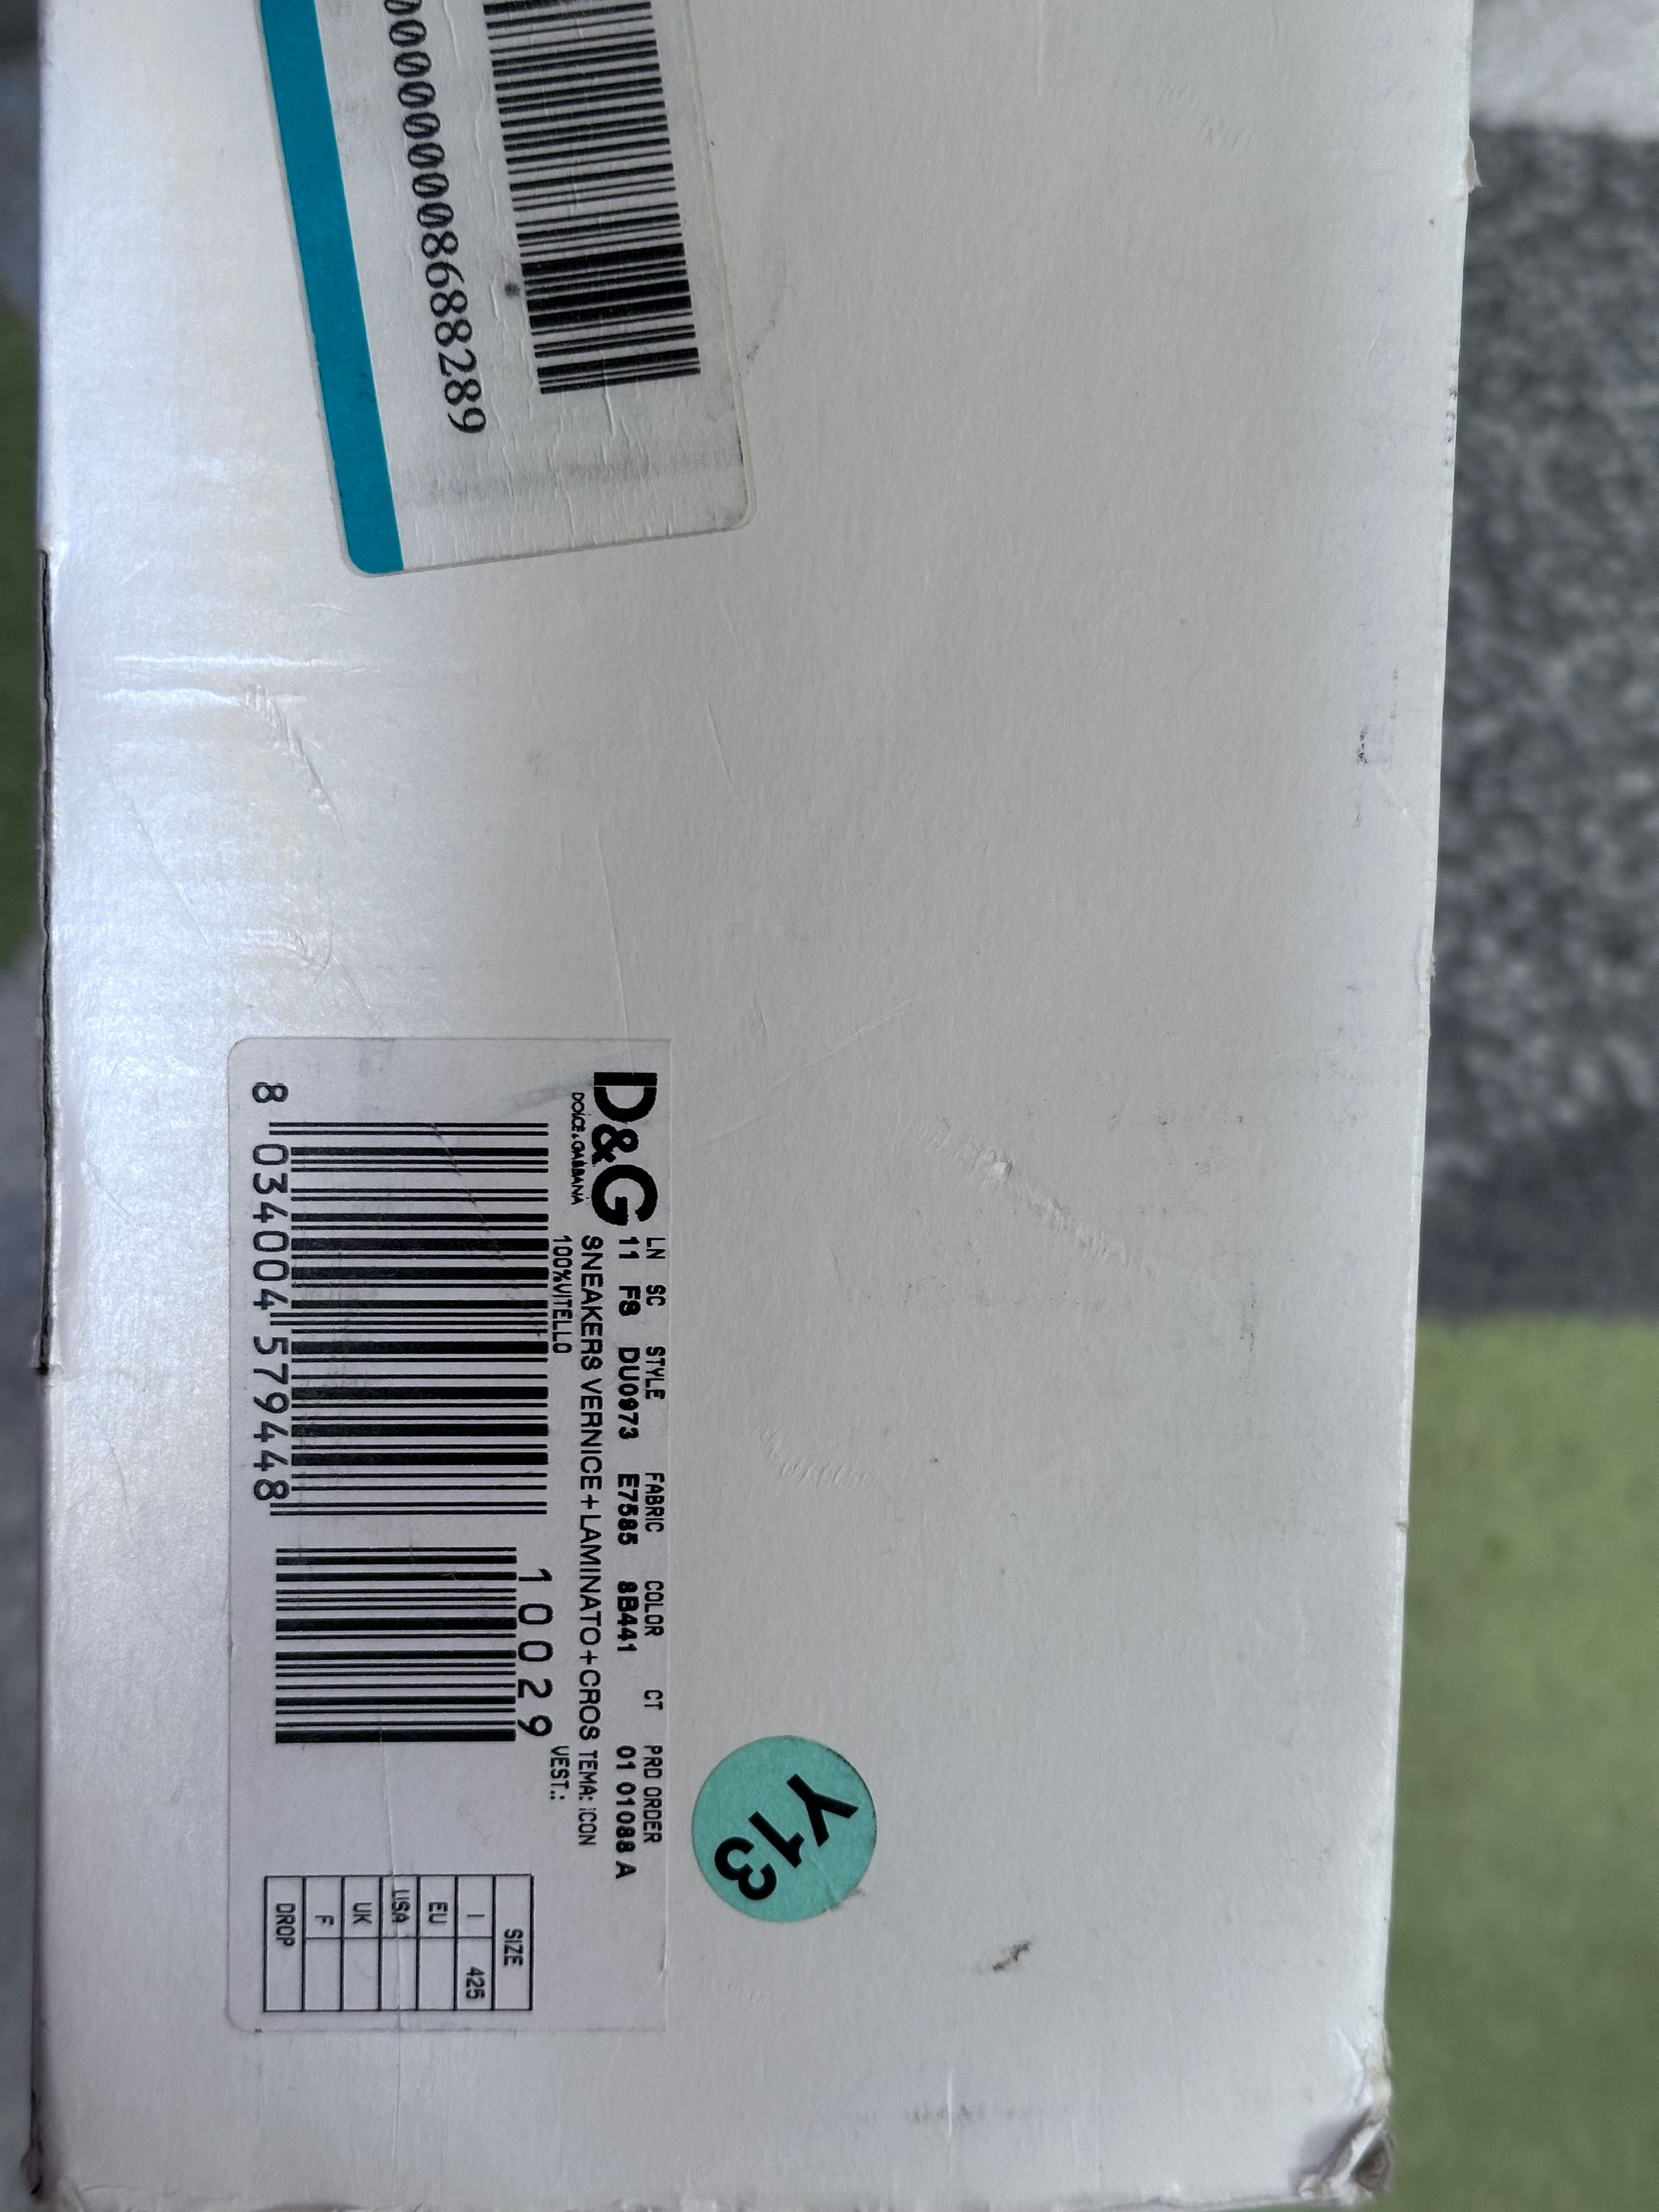 0000000008688289
D&G
DOLCE & GABBANA
LN SC STYLE FABRIC COLOR CT PRD ORDER
11 F8 DU0973 E7585 8B441 01 01088 A
SNEAKERS VERNICE+LAMINATO+CROS TEMA: ICON
100%VITELLO VEST.:
10029
8 034004 579448
SIZE
I 425
EU
USA
UK
F
DROP
Y13